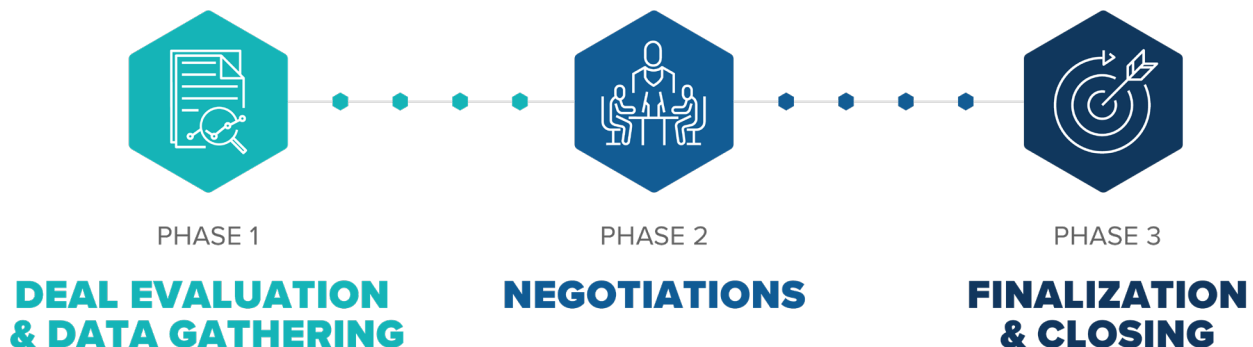 PHASE 1
DEAL EVALUATION
& DATA GATHERING
PHASE 2
NEGOTIATIONS
PHASE 3
FINALIZATION
& CLOSING